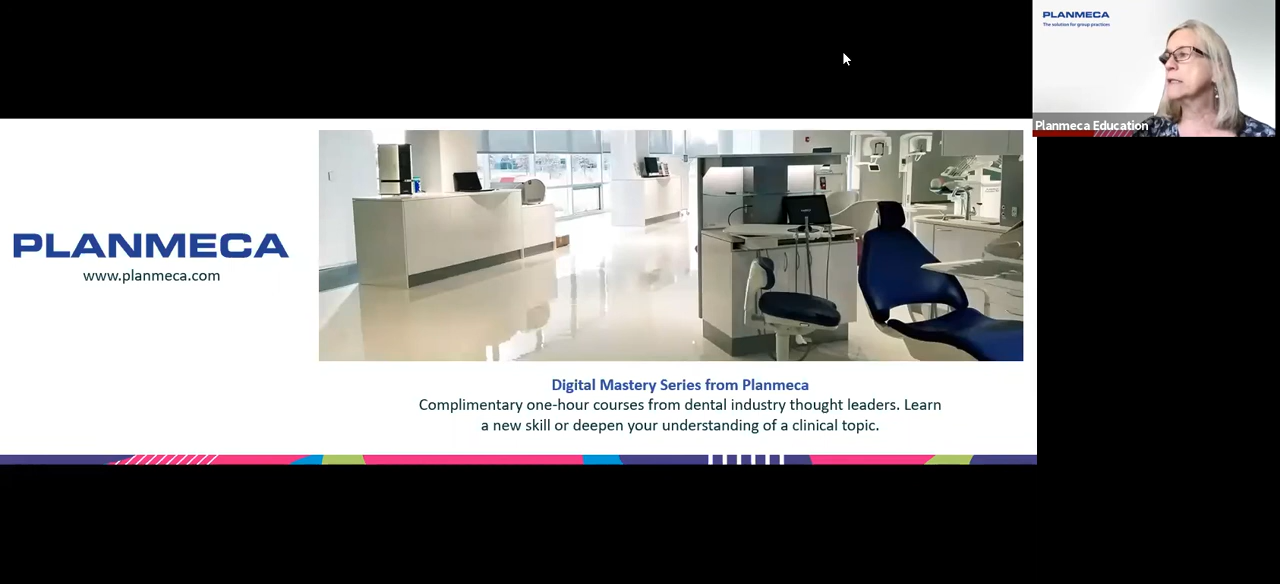 PLANMECA
www.planmeca.com
Digital Mastery Series from Planmeca
Complimentary one-hour courses from dental industry thought leaders. Learn
a new skill or deepen your understanding of a clinical topic.
PLANMECA
The solution for group practices
Planmeca Education